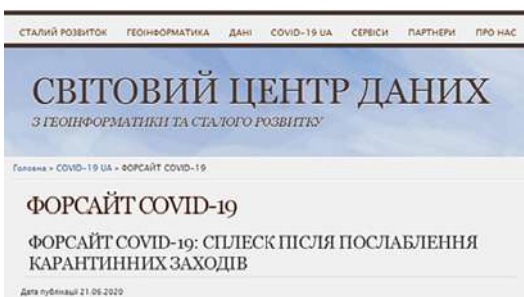 СТАЛИЙ РОЗВИТОК ГЕОІНФОРМАТИКА ДАНІ COVID-19 UA СЕРВІСИ ПАРТНЕРИ ПРО НАС
СВІТОВИЙ ЦЕНТР ДАНИХ
З ГЕОІНФОРМАТИКИ ТА СТАЛОГО РОЗВИТКУ
Головна » COVID-19 UA » ФОРСАЙТ COVID-19
ФОРСАЙТ COVID-19
ФОРСАЙТ COVID-19: СПЛЕСК ПІСЛЯ ПОСЛАБЛЕННЯ
КАРАНТИННИХ ЗАХОДІВ
Дата публікації 21.06.2020